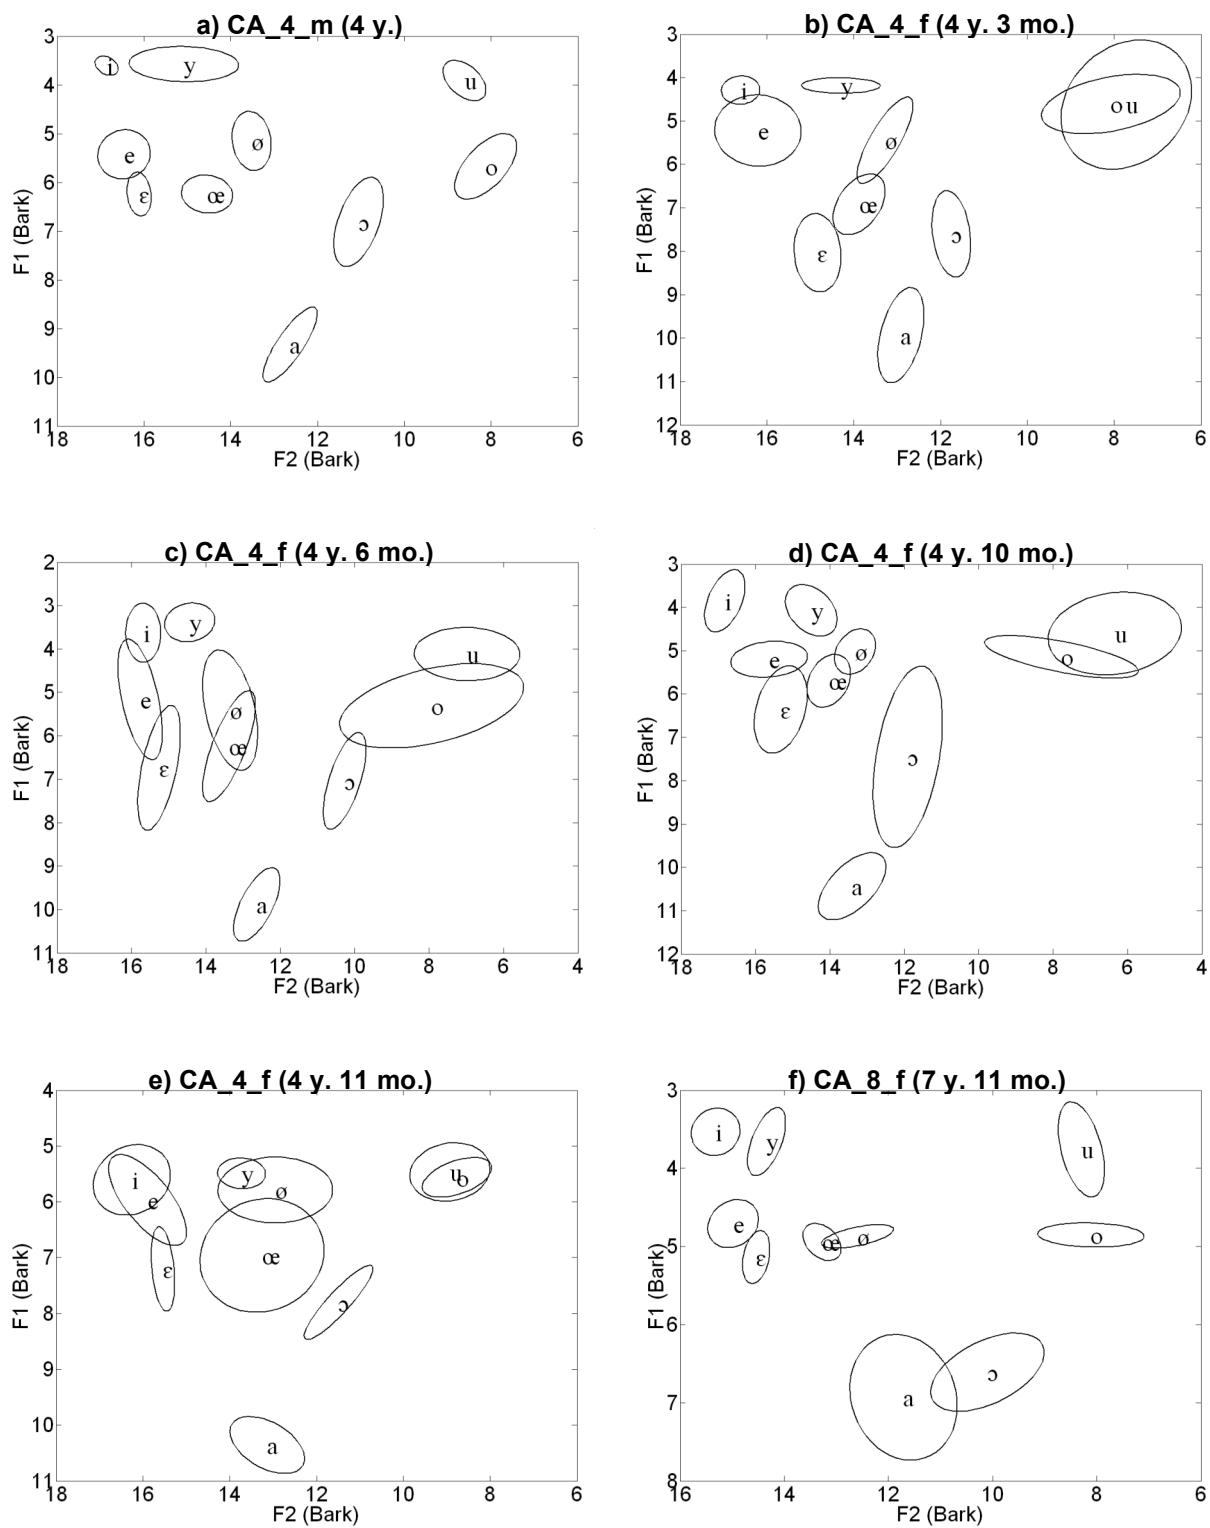 a) CA_4_m (4 y.)
3
4
5
6
7
8
9
10
11
F1 (Bark)
i
y
u
e
ø
o
ɛ
œ
ɔ
a
18 16 14 12 10 8 6
F2 (Bark)
b) CA_4_f (4 y. 3 mo.)
3
4
5
6
7
8
9
10
11
12
F1 (Bark)
i
y
o u
e
ø
œ
ɔ
ɛ
a
18 16 14 12 10 8 6
F2 (Bark)
c) CA_4_f (4 y. 6 mo.)
2
3
4
5
6
7
8
9
10
11
F1 (Bark)
i
y
u
e
ø
o
œ
ɛ
ɔ
a
18 16 14 12 10 8 6 4
F2 (Bark)
d) CA_4_f (4 y. 10 mo.)
3
4
5
6
7
8
9
10
11
12
F1 (Bark)
i
y
u
e
ø
o
œ
ɛ
ɔ
a
18 16 14 12 10 8 6 4
F2 (Bark)
e) CA_4_f (4 y. 11 mo.)
4
5
6
7
8
9
10
11
F1 (Bark)
i
y
u
o
e
ø
œ
ɛ
ɔ
a
18 16 14 12 10 8 6
F2 (Bark)
f) CA_8_f (7 y. 11 mo.)
3
4
5
6
7
8
F1 (Bark)
i
y
u
e
œ
ø
o
ɛ
ɔ
a
16 14 12 10 8 6
F2 (Bark)